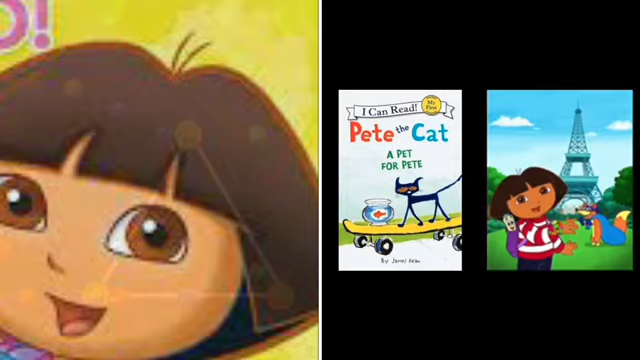 O!
I Can Read!
My
First
Pete the Cat
A PET
FOR PETE
By James Dean